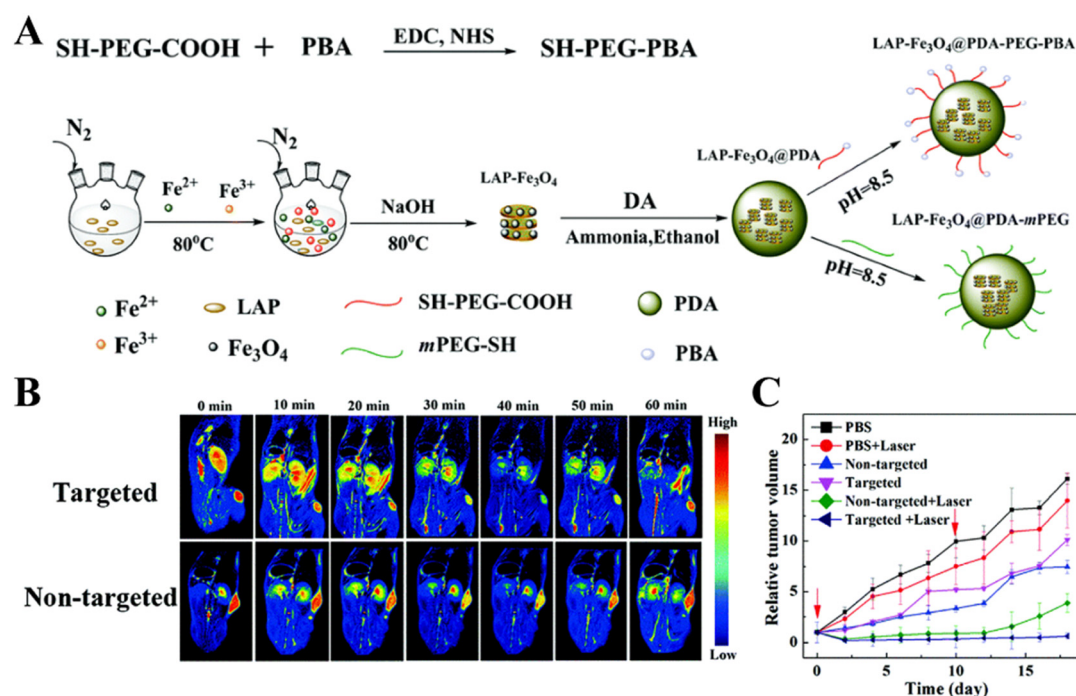 A
SH-PEG-COOH + PBA EDC, NHS SH-PEG-PBA
LAP-Fe₃O₄@PDA-PEG-PBA
N₂ N₂
Fe²⁺ Fe³⁺
80⁰C
NaOH
80⁰C
LAP-Fe₃O₄
DA
Ammonia,Ethanol
LAP-Fe₃O₄@PDA
pH=8.5
LAP-Fe₃O₄@PDA-mPEG
pH=8.5
Fe²⁺ LAP SH-PEG-COOH PDA
Fe³⁺ Fe₃O₄ mPEG-SH PBA
B
0 min 10 min 20 min 30 min 40 min 50 min 60 min
High
Targeted
Non-targeted
Low
C
Relative tumor volume
20
15
10
5
0
PBS
PBS+Laser
Non-targeted
Targeted
Non-targeted+Laser
Targeted +Laser
0 5 10 15
Time (day)